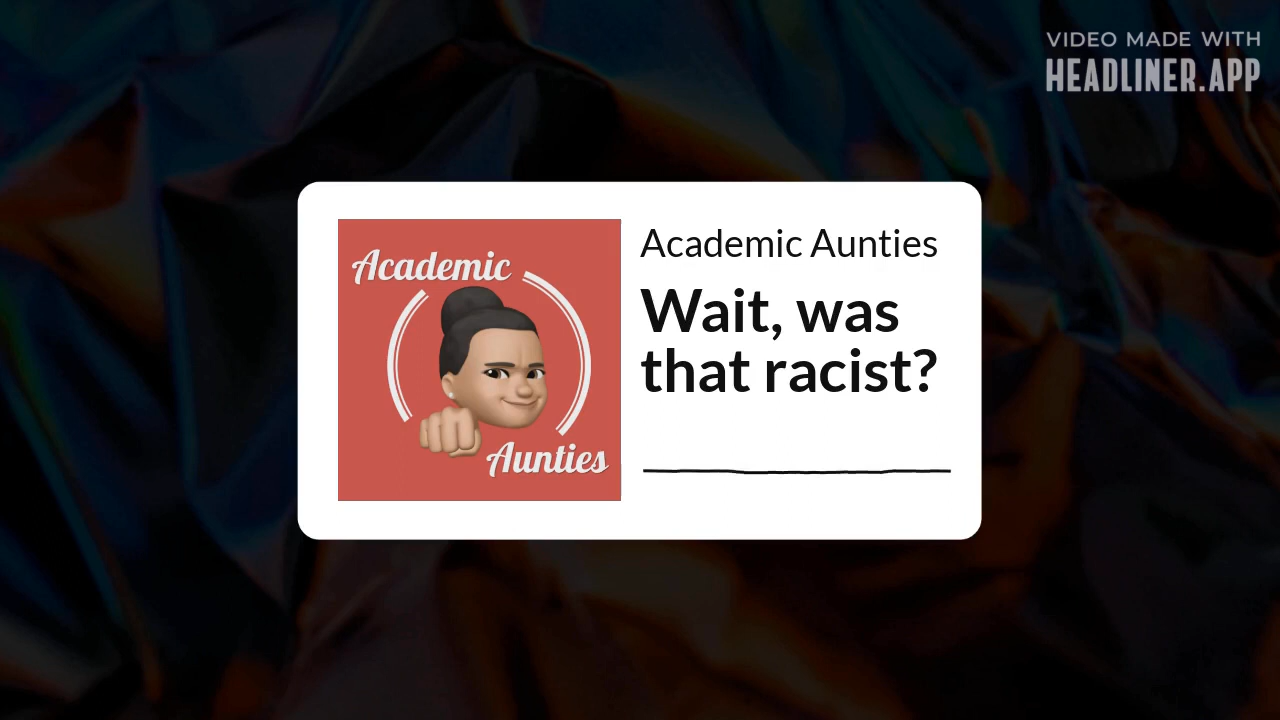 VIDEO MADE WITH
HEADLINER.APP
Academic
Aunties
Academic Aunties
Wait, was
that racist?